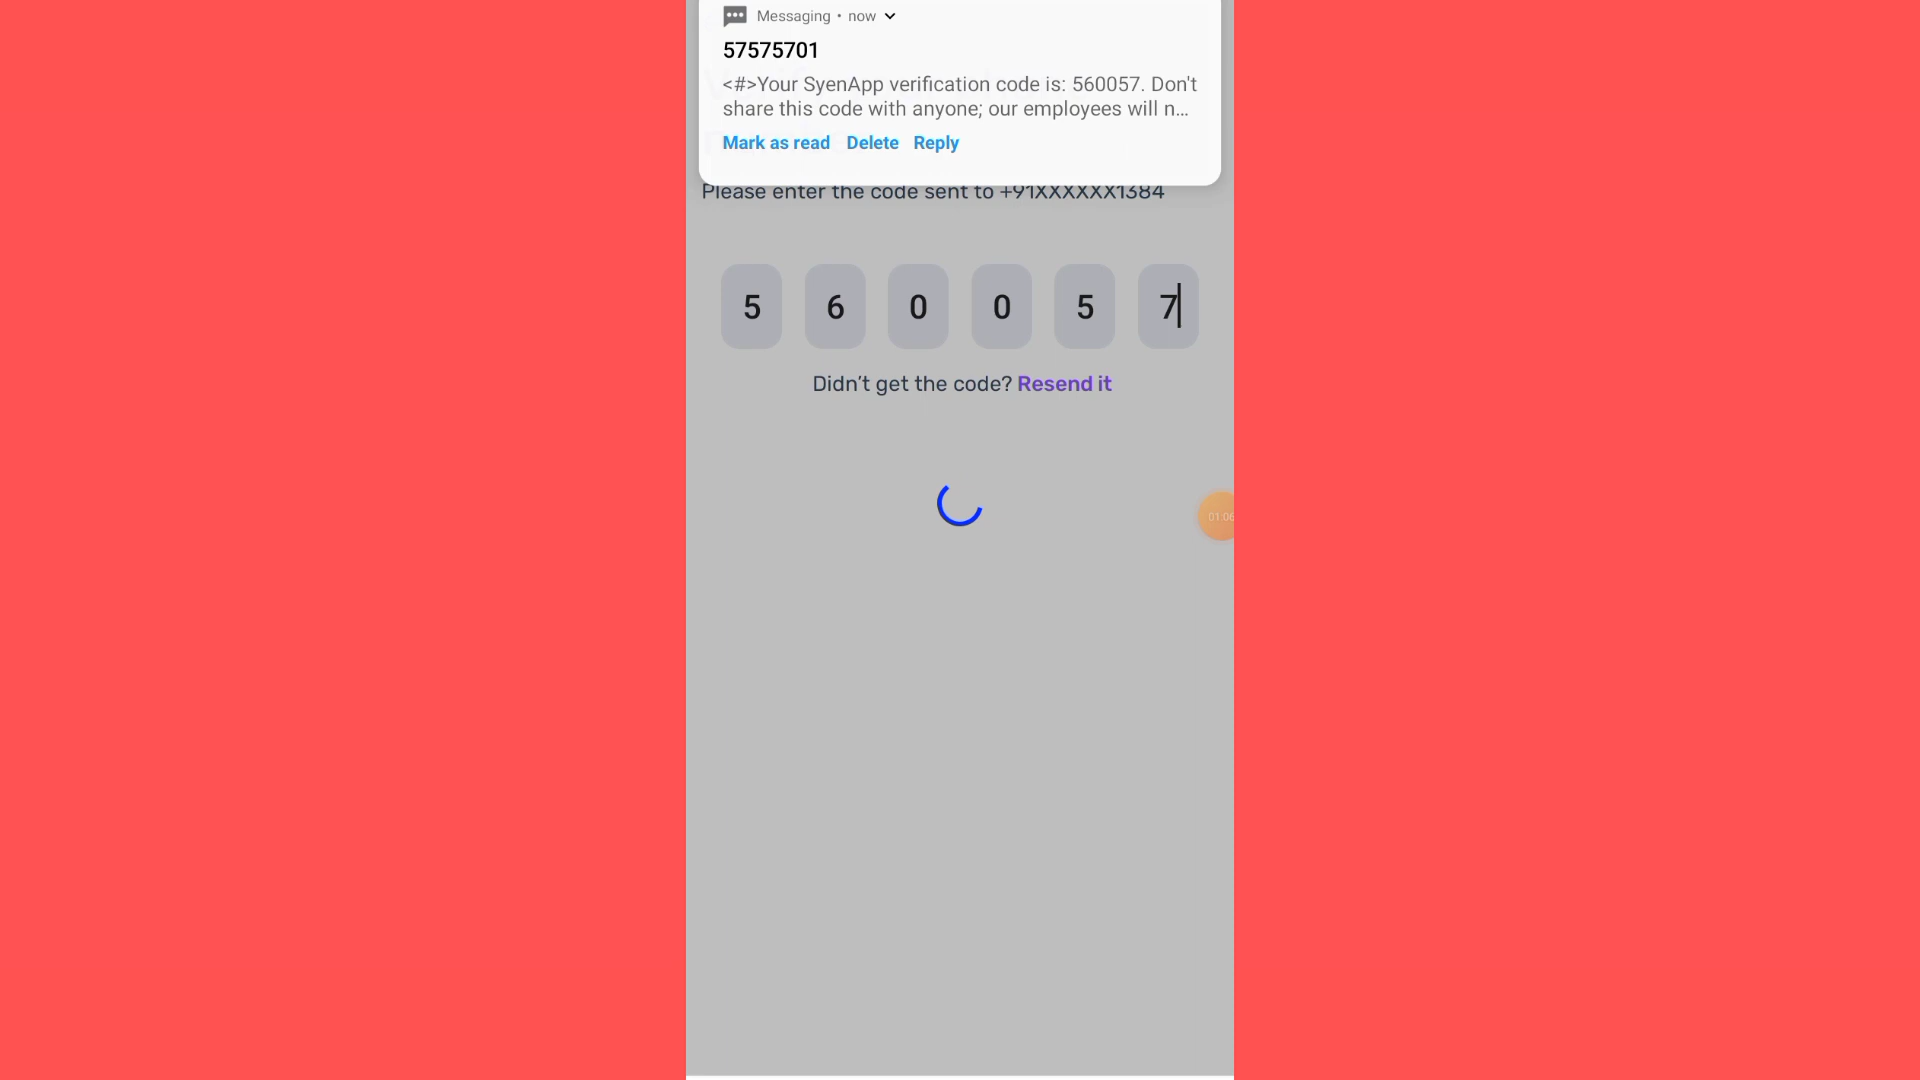 Messaging • now
57575701
<#>Your SyenApp verification code is: 560057. Don't
share this code with anyone; our employees will n...
Mark as read Delete Reply
Please enter the code sent to +91XXXXXX1384
5 6 0 0 5 7
Didn't get the code? Resend it
01:06